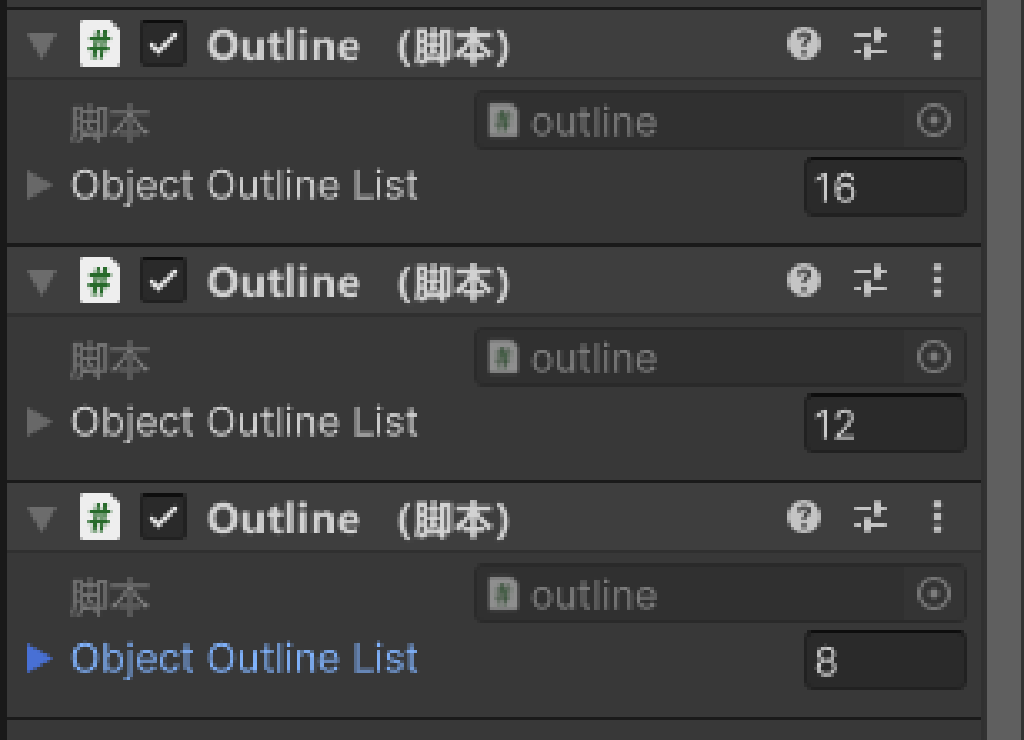 # Outline (脚本)
脚本 # outline
Object Outline List 16
# Outline (脚本)
脚本 # outline
Object Outline List 12
# Outline (脚本)
脚本 # outline
Object Outline List 8